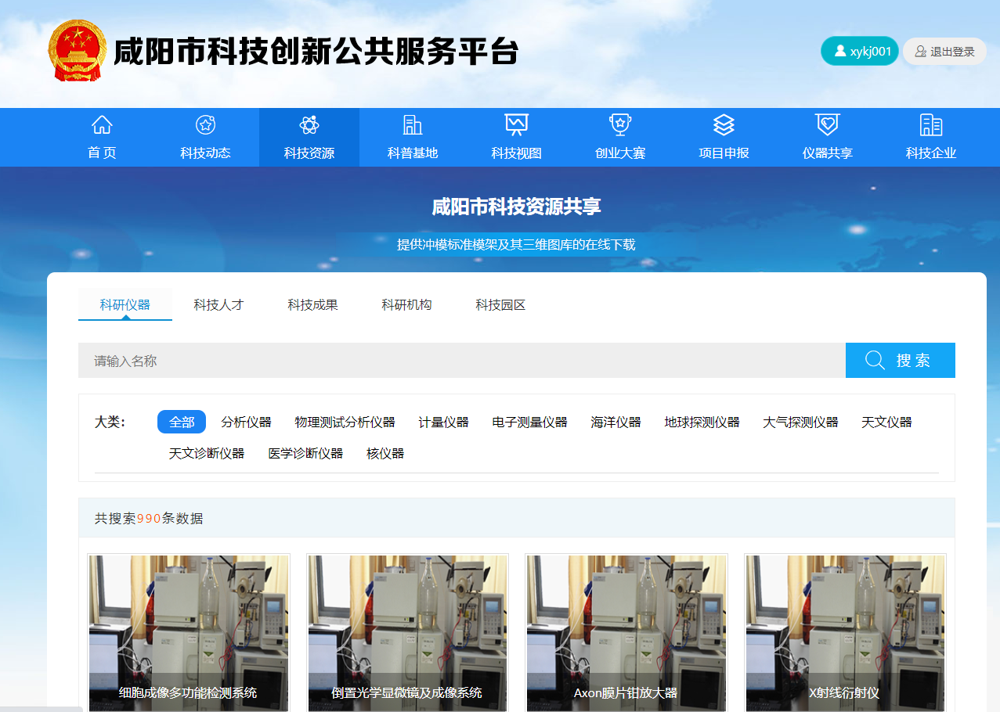 咸阳市科技创新公共服务平台
xykj001
退出登录
首 页
科技动态
科技资源
科普基地
科技视图
创业大赛
项目申报
仪器共享
科技企业
咸阳市科技资源共享
提供冲模标准模架及其三维图库的在线下载
科研仪器
科技人才
科技成果
科研机构
科技园区
请输入名称
搜 索
大类： 全部 分析仪器 物理测试分析仪器 计量仪器 电子测量仪器 海洋仪器 地球探测仪器 大气探测仪器 天文仪器
天文诊断仪器 医学诊断仪器 核仪器
共搜索990条数据
细胞成像多功能检测系统
倒置光学显微镜及成像系统
Axon膜片钳放大器
X射线衍射仪